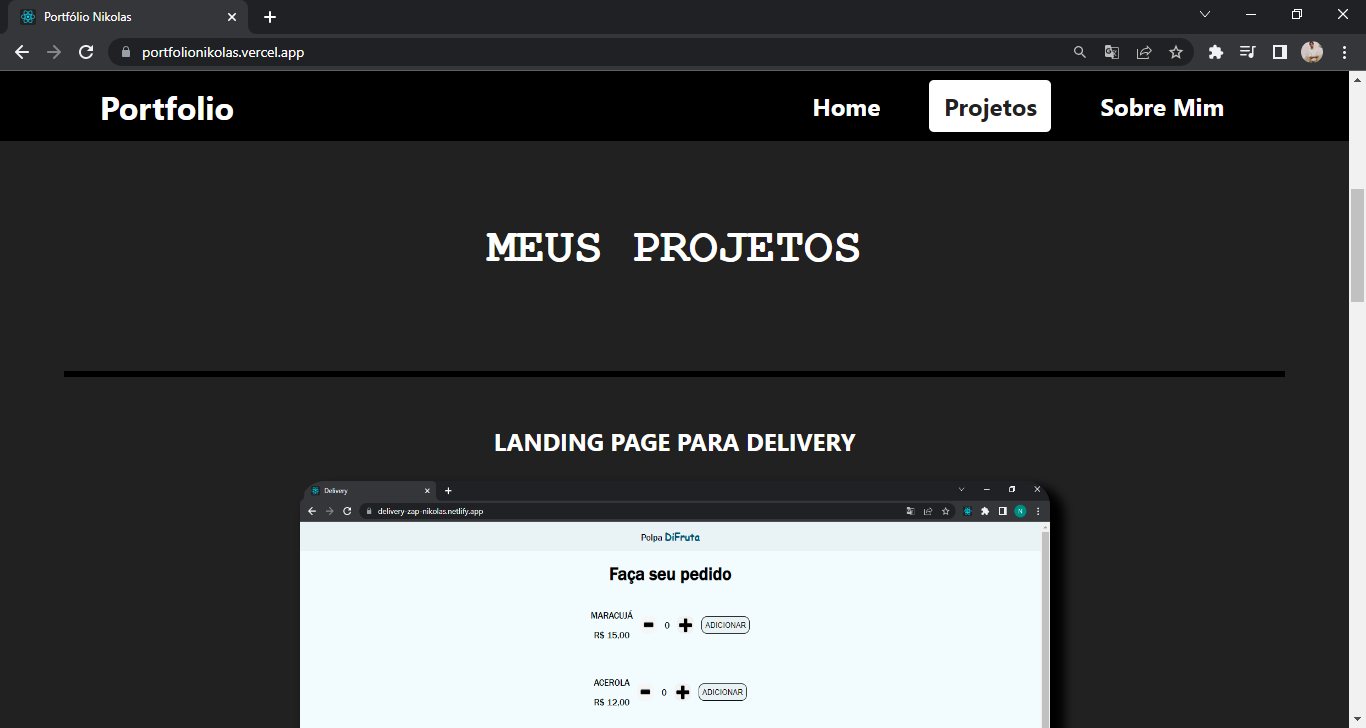 Portfólio Nikolas
portfolionikolas.vercel.app
Portfolio
Home
Projetos
Sobre Mim
MEUS PROJETOS
LANDING PAGE PARA DELIVERY
Delivery
delivery-zap-nikolas.netlify.app
N
Polpa DiFruta
Faça seu pedido
MARACUJÁ
R$ 15,00
0
ADICIONAR
ACEROLA
R$ 12,00
0
ADICIONAR